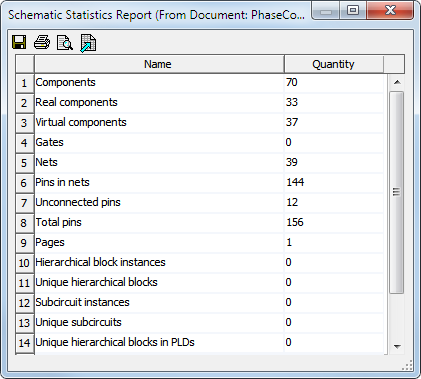 Schematic Statistics Report (From Document: PhaseCo...
Name Quantity
1 Components 70
2 Real components 33
3 Virtual components 37
4 Gates 0
5 Nets 39
6 Pins in nets 144
7 Unconnected pins 12
8 Total pins 156
9 Pages 1
10 Hierarchical block instances 0
11 Unique hierarchical blocks 0
12 Subcircuit instances 0
13 Unique subcircuits 0
14 Unique hierarchical blocks in PLDs 0